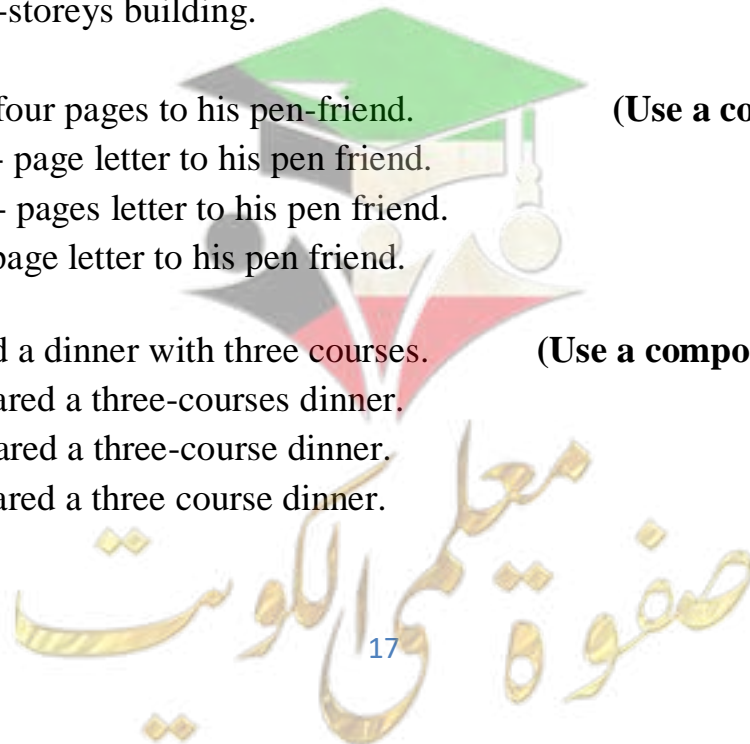 -storeys building.
four pages to his pen-friend. (Use a co
- page letter to his pen friend.
- pages letter to his pen friend.
page letter to his pen friend.
d a dinner with three courses. (Use a compo
ared a three-courses dinner.
ared a three-course dinner.
ared a three course dinner.
صفوة معلمى الكويت
17